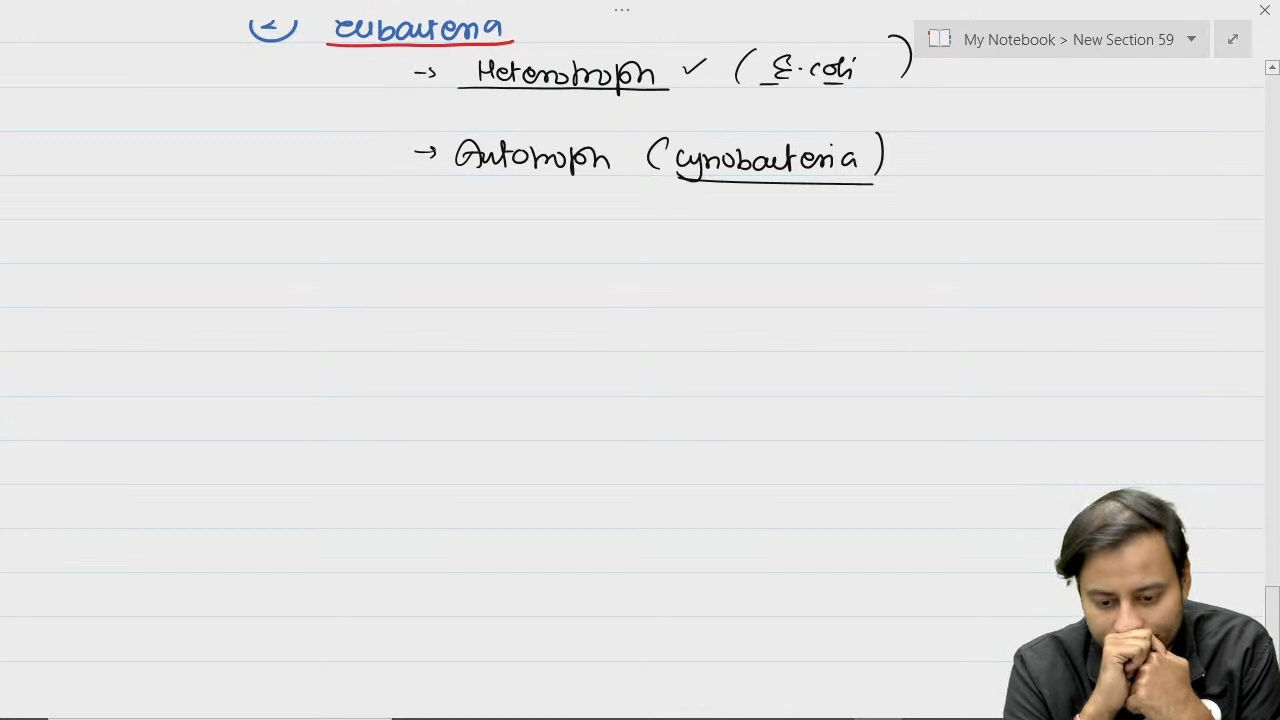 ② Eubacteria
My Notebook > New Section 59
→ Heterotroph ✓ (E. coli)
→ Autotroph (cynobacteria)